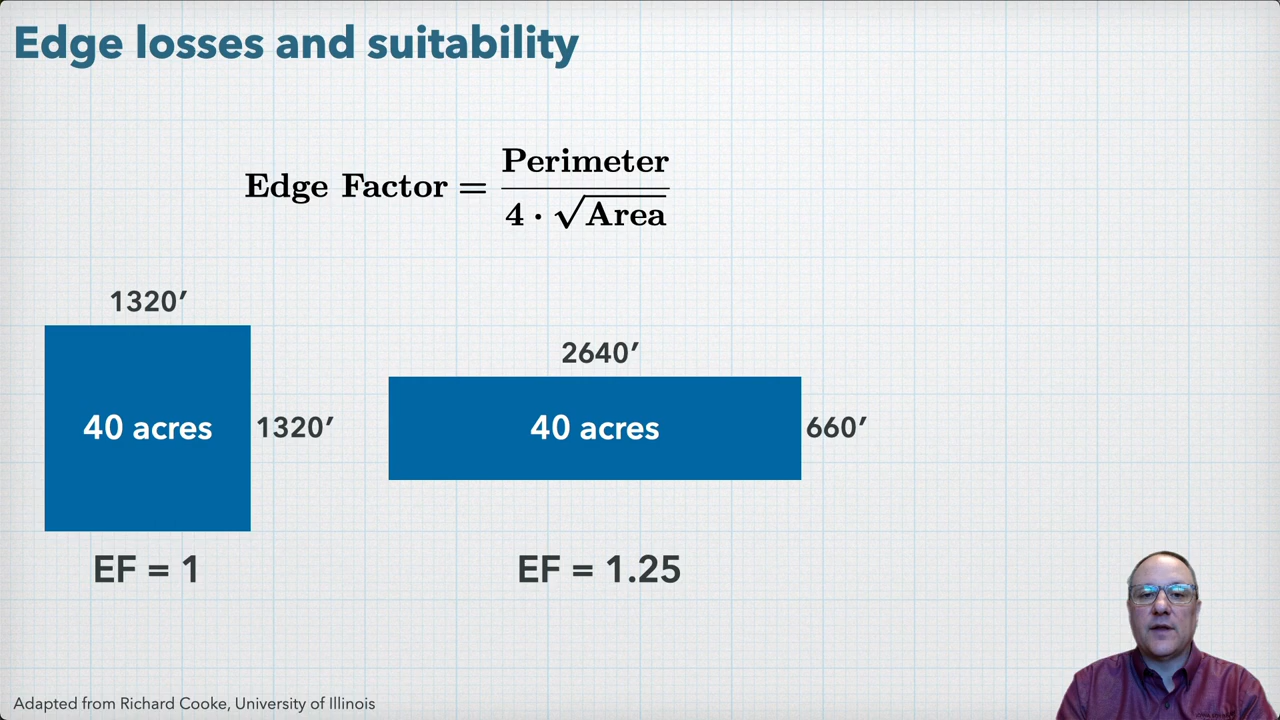 Edge losses and suitability
Edge Factor = Perimeter / 4 · √Area
1320′
40 acres
1320′
EF = 1
2640′
40 acres
660′
EF = 1.25
Adapted from Richard Cooke, University of Illinois